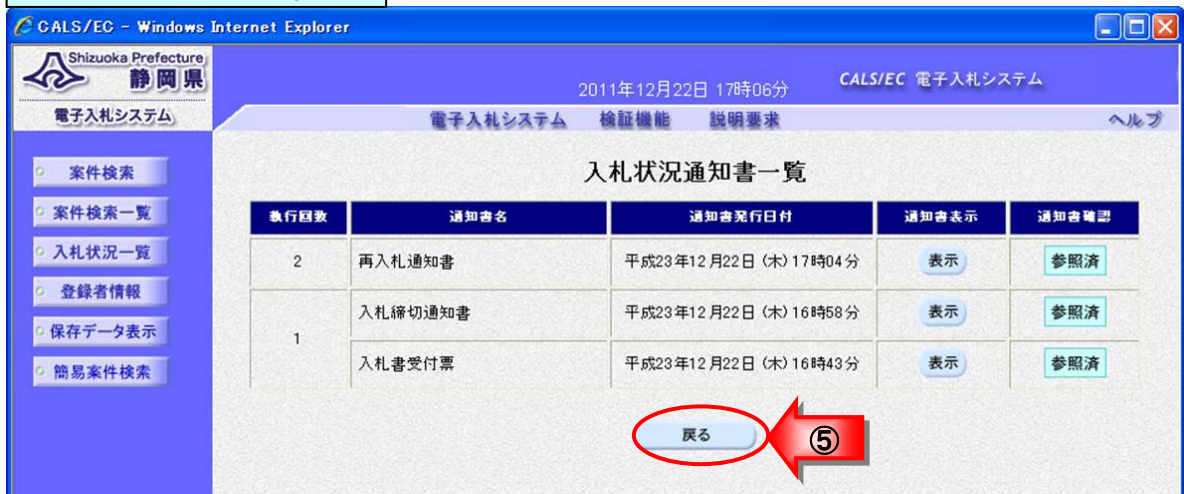 CALS/EC - Windows Internet Explorer
Shizuoka Prefecture
静岡県
2011年12月22日 17時06分
CALS/EC 電子入札システム
電子入札システム
電子入札システム 検証機能 説明要求
ヘルプ
案件検索
案件検索一覧
入札状況一覧
登録者情報
保存データ表示
簡易案件検索
入札状況通知書一覧
執行回数 通知書名 通知書発行日付 通知書表示 通知書確認
2 再入札通知書 平成23年12月22日(木)17時04分 表示 参照済
1 入札締切通知書 平成23年12月22日(木)16時58分 表示 参照済
入札書受付票 平成23年12月22日(木)16時43分 表示 参照済
戻る
⑤